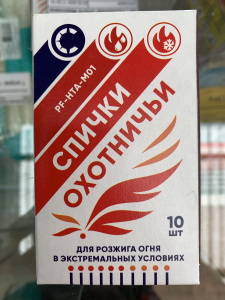 PF-HTA-M01
СПИЧКИ
ОХОТНИЧЬИ
10
ШТ
ДЛЯ РОЗЖИГА ОГНЯ
В ЭКСТРЕМАЛЬНЫХ УСЛОВИЯХ